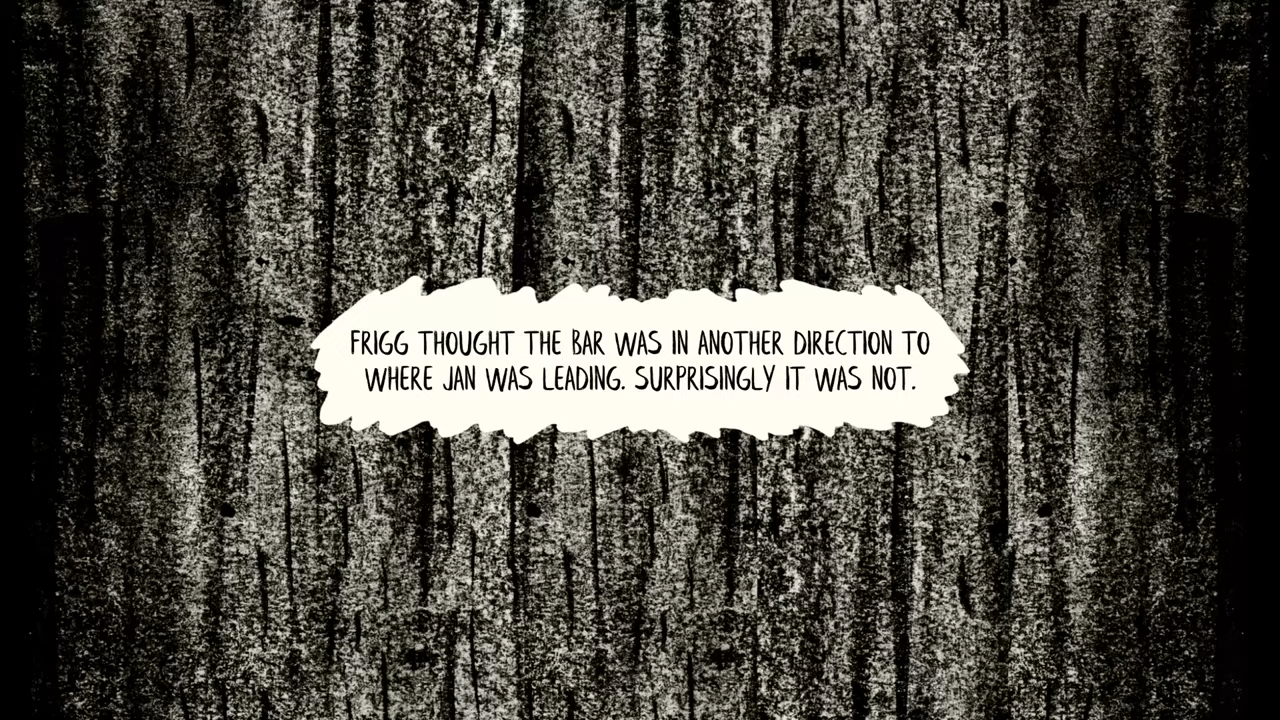 FRIGG THOUGHT THE BAR WAS IN ANOTHER DIRECTION TO
WHERE JAN WAS LEADING. SURPRISINGLY IT WAS NOT.